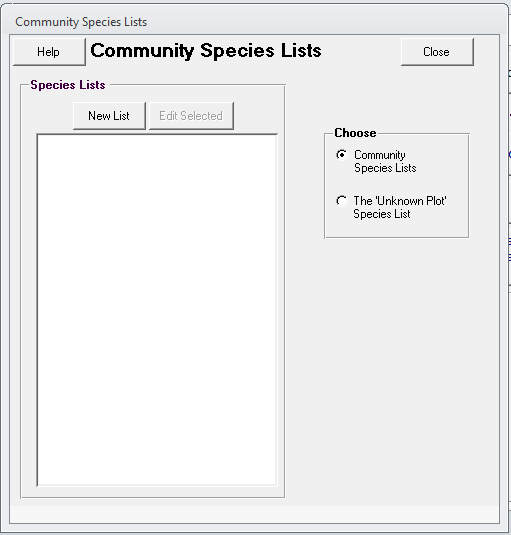 Community Species Lists
Help
Community Species Lists
Close
Species Lists
New List
Edit Selected
Choose
Community
Species Lists
The 'Unknown Plot'
Species List